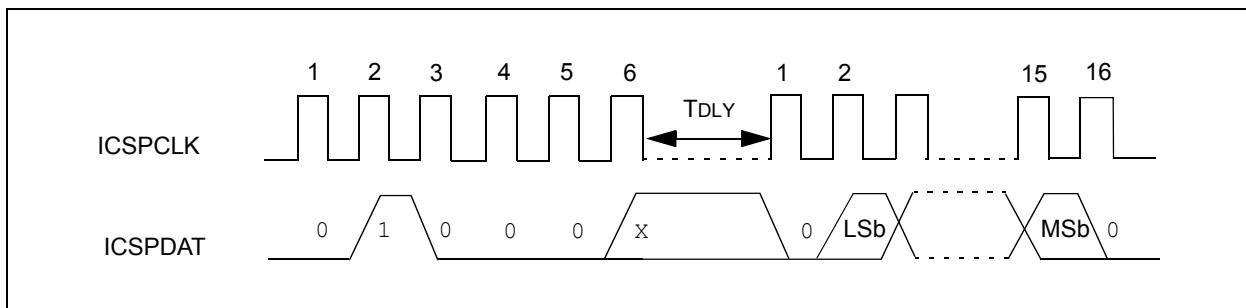 1 2 3 4 5 6 1 2 15 16
TDLY
ICSPCLK
ICSPDAT
0 1 0 0 0 X 0 LSb MSb 0